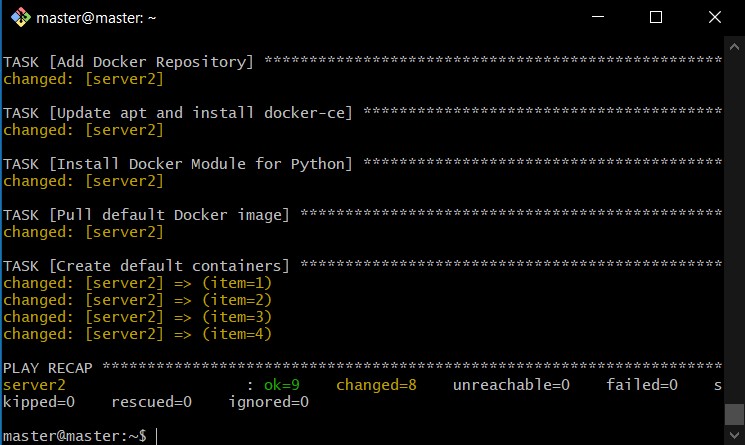 master@master: ~
TASK [Add Docker Repository] ***************************************************
changed: [server2]
TASK [Update apt and install docker-ce] ****************************************
changed: [server2]
TASK [Install Docker Module for Python] ****************************************
changed: [server2]
TASK [Pull default Docker image] ***********************************************
changed: [server2]
TASK [Create default containers] ***********************************************
changed: [server2] => (item=1)
changed: [server2] => (item=2)
changed: [server2] => (item=3)
changed: [server2] => (item=4)
PLAY RECAP *********************************************************************
server2                    : ok=9    changed=8    unreachable=0    failed=0    s
kipped=0    rescued=0    ignored=0
master@master:~$